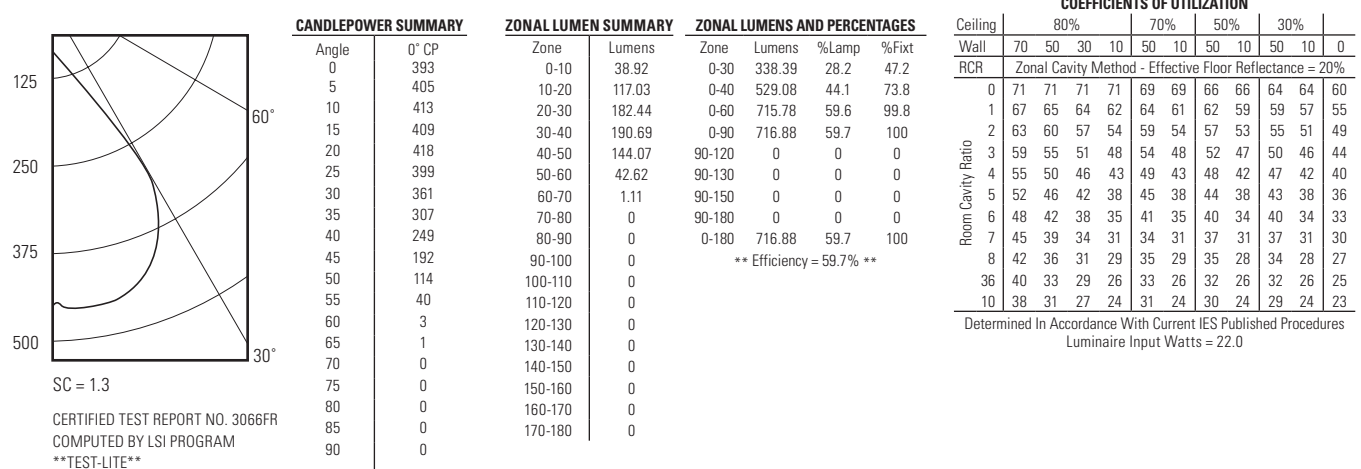 125
250
375
500
60°
30°
SC = 1.3
CERTIFIED TEST REPORT NO. 3066FR
COMPUTED BY LSI PROGRAM
**TEST-LITE**
CANDLEPOWER SUMMARY
Angle 0° CP
0 393
5 405
10 413
15 409
20 418
25 399
30 361
35 307
40 249
45 192
50 114
55 40
60 3
65 1
70 0
75 0
80 0
85 0
90 0
ZONAL LUMEN SUMMARY
Zone Lumens
0-10 38.92
10-20 117.03
20-30 182.44
30-40 190.69
40-50 144.07
50-60 42.62
60-70 1.11
70-80 0
80-90 0
90-100 0
100-110 0
110-120 0
120-130 0
130-140 0
140-150 0
150-160 0
160-170 0
170-180 0
ZONAL LUMENS AND PERCENTAGES
Zone Lumens %Lamp %Fixt
0-30 338.39 28.2 47.2
0-40 529.08 44.1 73.8
0-60 715.78 59.6 99.8
0-90 716.88 59.7 100
90-120 0 0 0
90-130 0 0 0
90-150 0 0 0
90-180 0 0 0
0-180 716.88 59.7 100
** Efficiency = 59.7% **
COEFFICIENTS OF UTILIZATION
Ceiling 80% 70% 50% 30%
Wall 70 50 30 10 50 10 50 10 50 10 0
RCR Zonal Cavity Method - Effective Floor Reflectance = 20%
Room Cavity Ratio
0 71 71 71 71 69 69 66 66 64 64 60
1 67 65 64 62 64 61 62 59 59 57 55
2 63 60 57 54 59 54 57 53 55 51 49
3 59 55 51 48 54 48 52 47 50 46 44
4 55 50 46 43 49 43 48 42 47 42 40
5 52 46 42 38 45 38 44 38 43 38 36
6 48 42 38 35 41 35 40 34 40 34 33
7 45 39 34 31 34 31 37 31 37 31 30
8 42 36 31 29 35 29 35 28 34 28 27
36 40 33 29 26 33 26 32 26 32 26 25
10 38 31 27 24 31 24 30 24 29 24 23
Determined In Accordance With Current IES Published Procedures
Luminaire Input Watts = 22.0